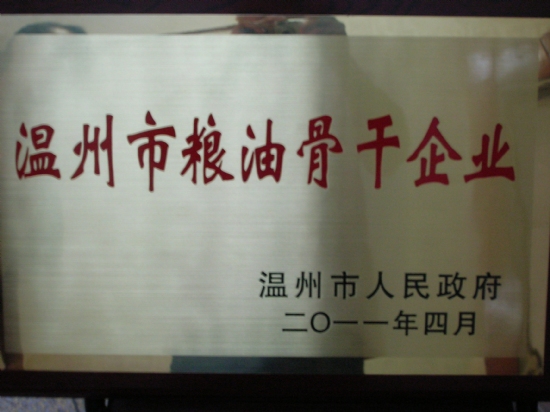 温州市粮油骨干企业
温州市人民政府
二〇一一年四月